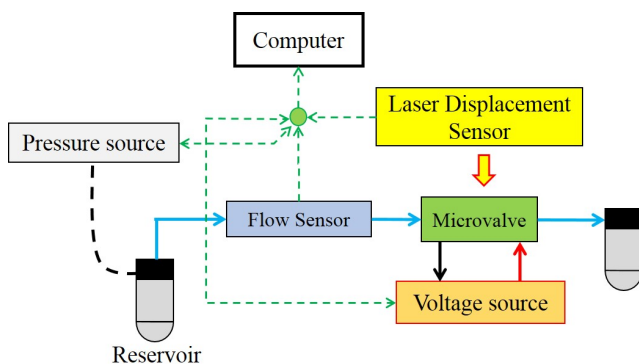 Computer
Laser Displacement
Sensor
Pressure source
Flow Sensor
Microvalve
Voltage source
Reservoir